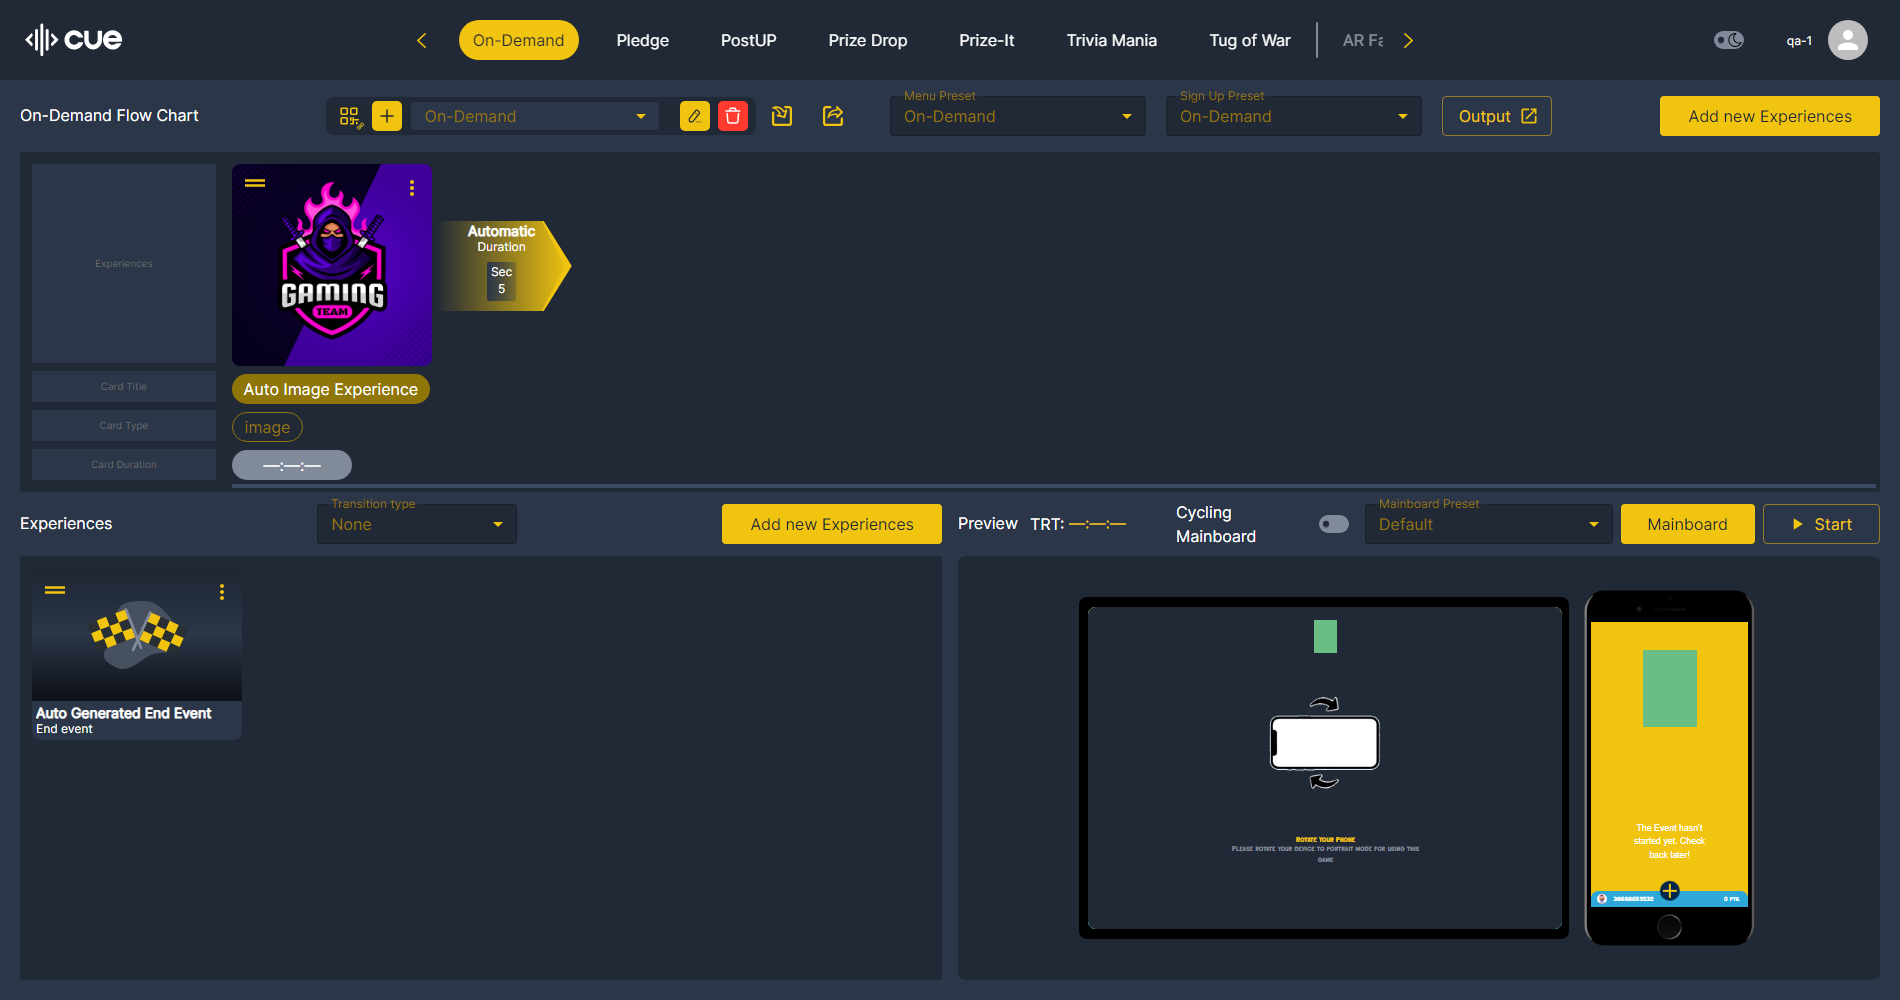 cue
On-Demand
Pledge
PostUP
Prize Drop
Prize-It
Trivia Mania
Tug of War
AR Fa
qa-1
On-Demand Flow Chart
On-Demand
Menu Preset
On-Demand
Sign Up Preset
On-Demand
Output
Add new Experiences
Experiences
GAMING
TEAM
Automatic
Duration
Sec
5
Card Title
Auto Image Experience
Card Type
image
Card Duration
—:—:—
Experiences
Transition type
None
Add new Experiences
Preview
TRT: —:—:—
Cycling
Mainboard
Mainboard Preset
Default
Mainboard
Start
Auto Generated End Event
End event
Rotate Your Phone
Please rotate your device to portrait mode for using this
game
The Event hasn't
started yet. Check
back later!
0 PTS.